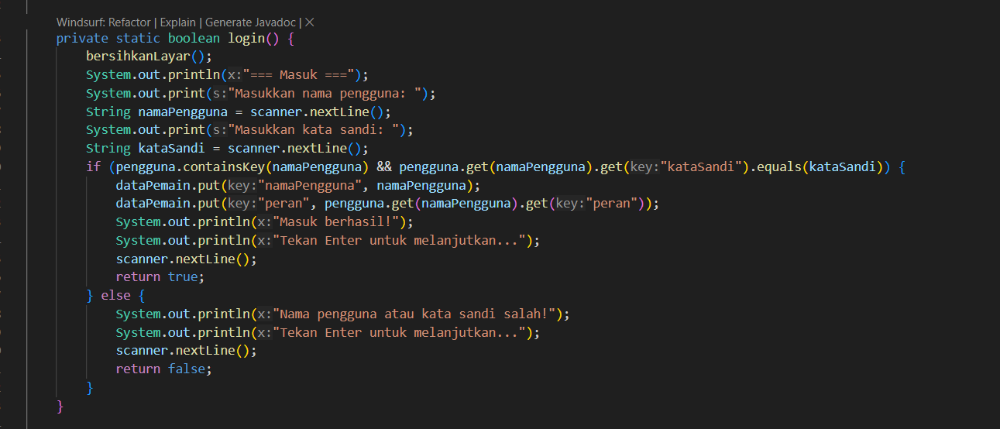 Windsurf: Refactor | Explain | Generate Javadoc | ✕
private static boolean login() {
bersihkanLayar();
System.out.println(x:"=== Masuk ===");
System.out.print(s:"Masukkan nama pengguna: ");
String namaPengguna = scanner.nextLine();
System.out.print(s:"Masukkan kata sandi: ");
String kataSandi = scanner.nextLine();
if (pengguna.containsKey(namaPengguna) && pengguna.get(namaPengguna).get(key:"kataSandi").equals(kataSandi)) {
dataPemain.put(key:"namaPengguna", namaPengguna);
dataPemain.put(key:"peran", pengguna.get(namaPengguna).get(key:"peran"));
System.out.println(x:"Masuk berhasil!");
System.out.println(x:"Tekan Enter untuk melanjutkan...");
scanner.nextLine();
return true;
} else {
System.out.println(x:"Nama pengguna atau kata sandi salah!");
System.out.println(x:"Tekan Enter untuk melanjutkan...");
scanner.nextLine();
return false;
}
}